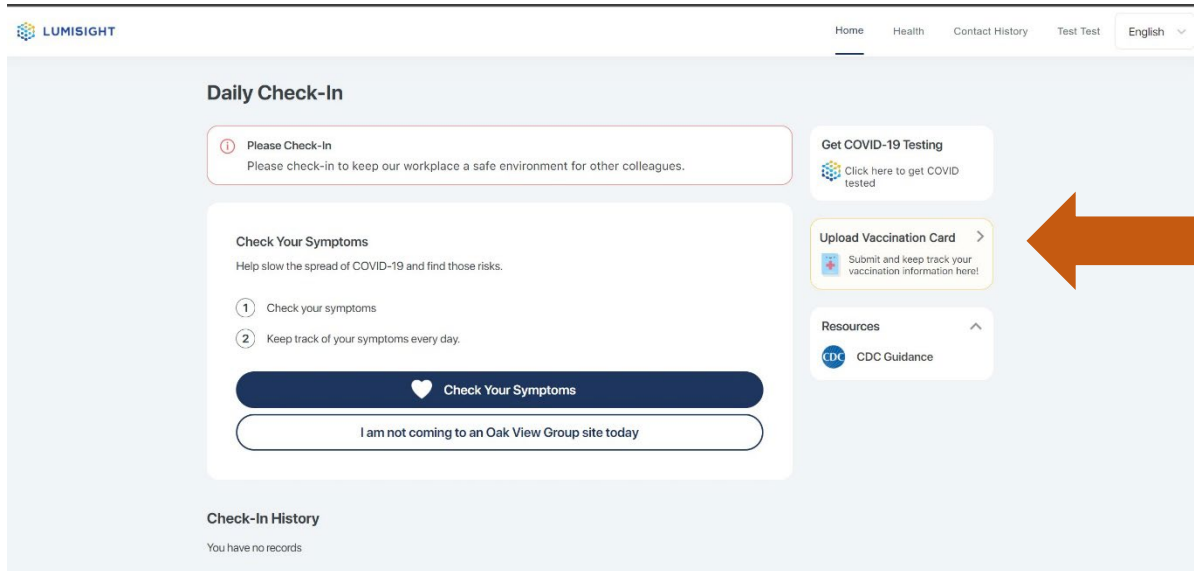 LUMISIGHT
Home
Health
Contact History
Test Test
English
Daily Check-In
Please Check-In
Please check-in to keep our workplace a safe environment for other colleagues.
Check Your Symptoms
Help slow the spread of COVID-19 and find those risks.
1 Check your symptoms
2 Keep track of your symptoms every day.
Check Your Symptoms
I am not coming to an Oak View Group site today
Get COVID-19 Testing
Click here to get COVID
tested
Upload Vaccination Card
Submit and keep track your
vaccination information here!
Resources
CDC CDC Guidance
Check-In History
You have no records